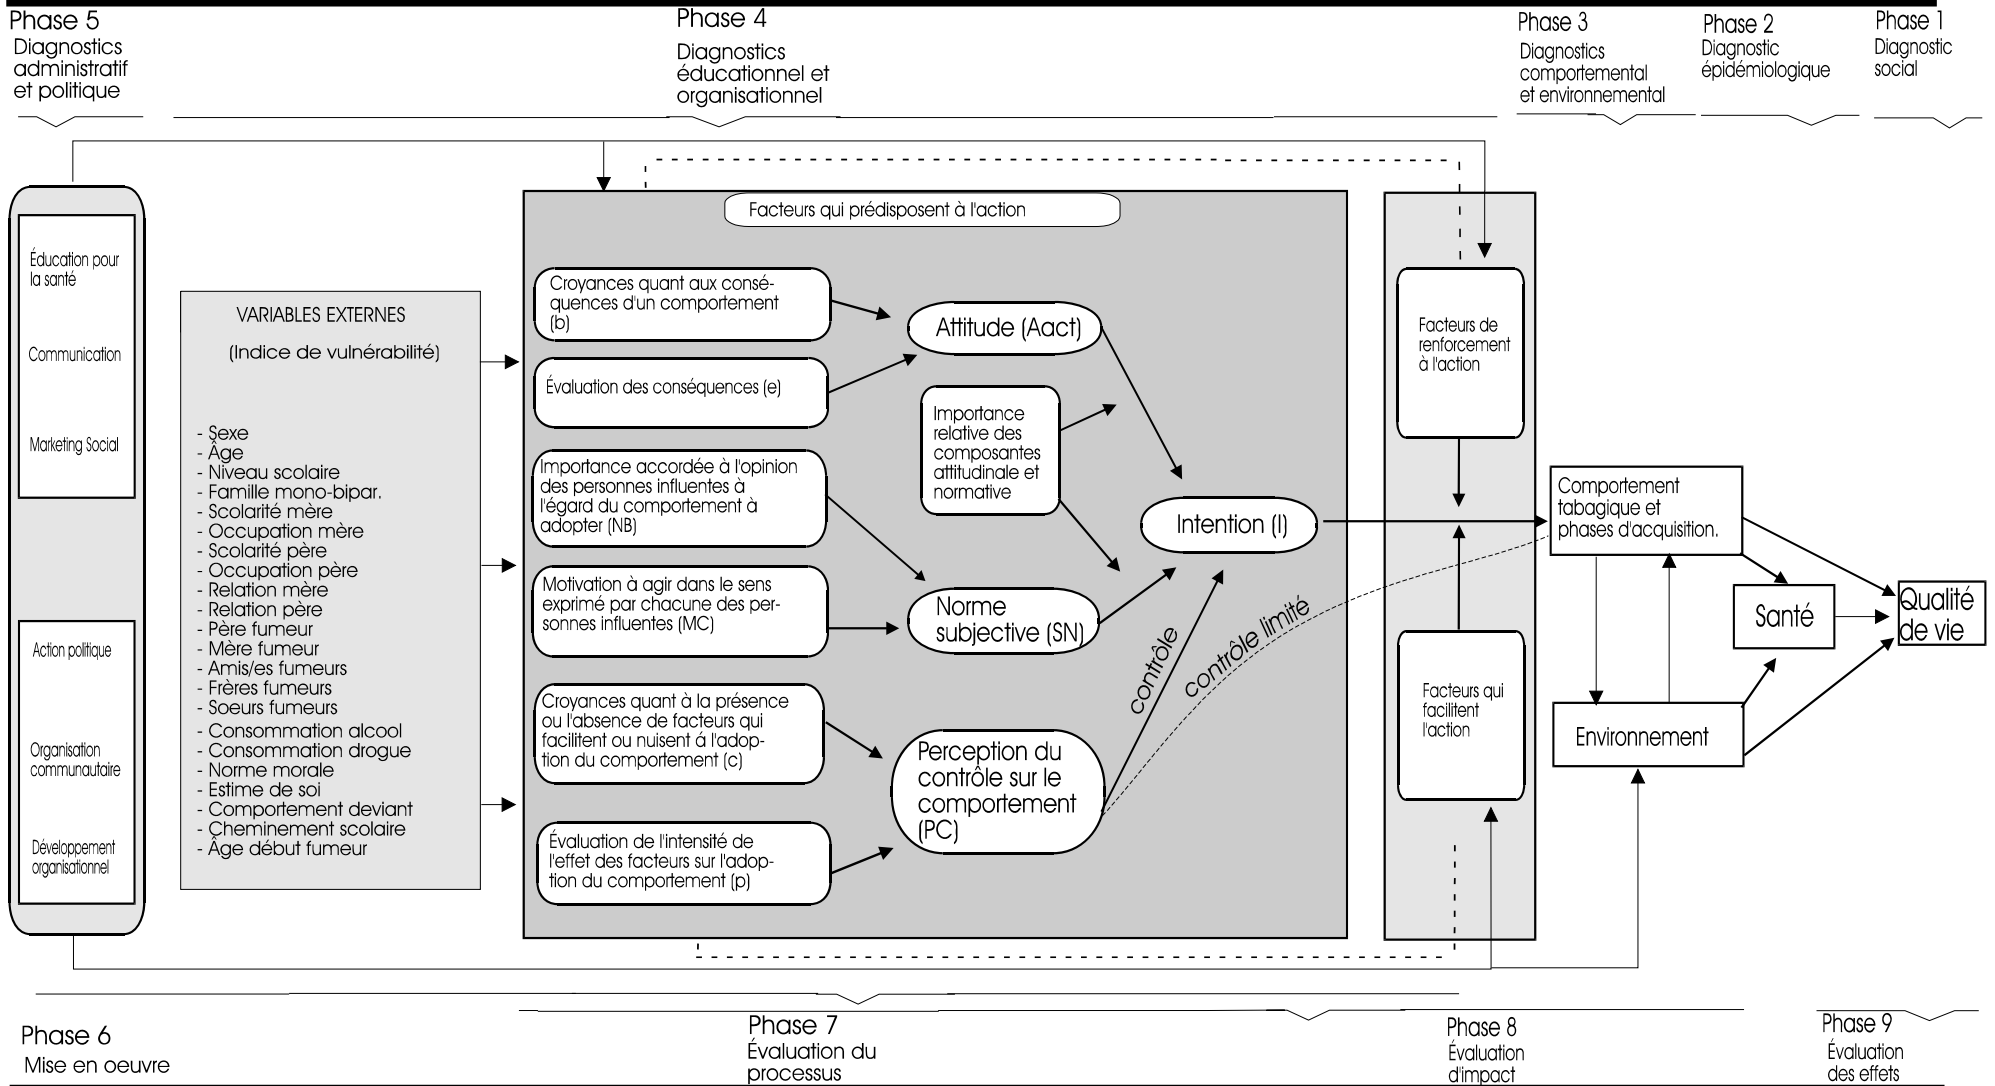 Phase 5
Diagnostics
administratif
et politique
Phase 4
Diagnostics
éducationnel et
organisationnel
Phase 3
Diagnostics
comportemental
et environnemental
Phase 2
Diagnostic
épidémiologique
Phase 1
Diagnostic
social
Éducation pour
la santé
Communication
Marketing Social
Action politique
Organisation
communautaire
Développement
organisationnel
VARIABLES EXTERNES
(Indice de vulnérabilité)
- Sexe
- Âge
- Niveau scolaire
- Famille mono-bipar.
- Scolarité mère
- Occupation mère
- Scolarité père
- Occupation père
- Relation mère
- Relation père
- Père fumeur
- Mère fumeur
- Amis/es fumeurs
- Frères fumeurs
- Soeurs fumeurs
- Consommation alcool
- Consommation drogue
- Norme morale
- Estime de soi
- Comportement deviant
- Cheminement scolaire
- Âge début fumeur
Facteurs qui prédisposent à l'action
Croyances quant aux consé-
quences d'un comportement
(b)
Évaluation des conséquences (e)
Importance accordée à l'opinion
des personnes influentes à
l'égard du comportement à
adopter (NB)
Motivation à agir dans le sens
exprimé par chacune des per-
sonnes influentes (MC)
Croyances quant à la présence
ou l'absence de facteurs qui
facilitent ou nuisent á l'adop-
tion du comportement (c)
Évaluation de l'intensité de
l'effet des facteurs sur l'adop-
tion du comportement (p)
Attitude (Aact)
Importance
relative des
composantes
attitudinale et
normative
Norme
subjective (SN)
Perception du
contrôle sur le
comportement
(PC)
Intention (I)
contrôle
contrôle limité
Facteurs de
renforcement
à l'action
Facteurs qui
facilitent
l'action
Comportement
tabagique et
phases d'acquisition.
Santé
Environnement
Qualité
de vie
Phase 6
Mise en oeuvre
Phase 7
Évaluation du
processus
Phase 8
Évaluation
d'impact
Phase 9
Évaluation
des effets